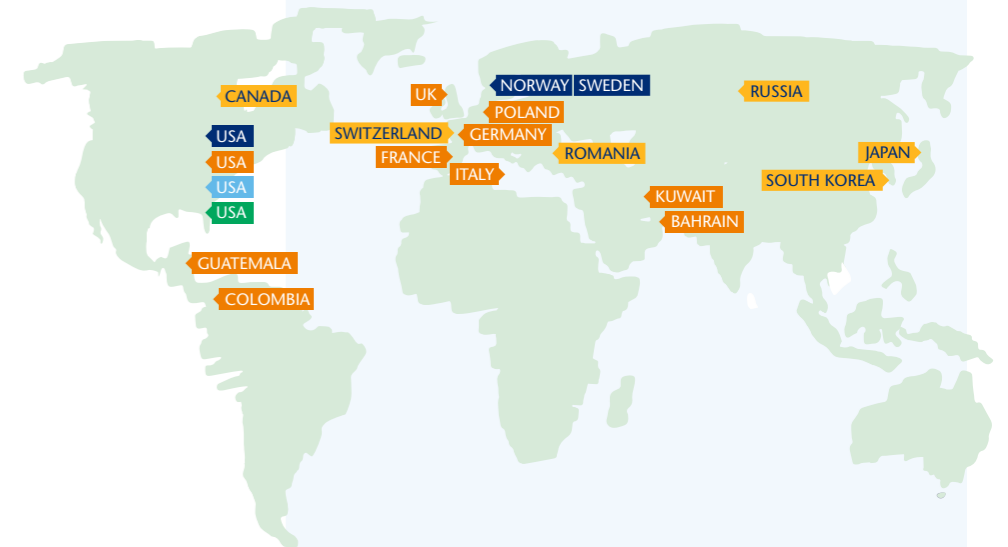 NORWAY SWEDEN
CANADA
UK
RUSSIA
POLAND
USA
SWITZERLAND
GERMANY
USA
FRANCE
ROMANIA
JAPAN
ITALY
SOUTH KOREA
USA
KUWAIT
USA
BAHRAIN
GUATEMALA
COLOMBIA